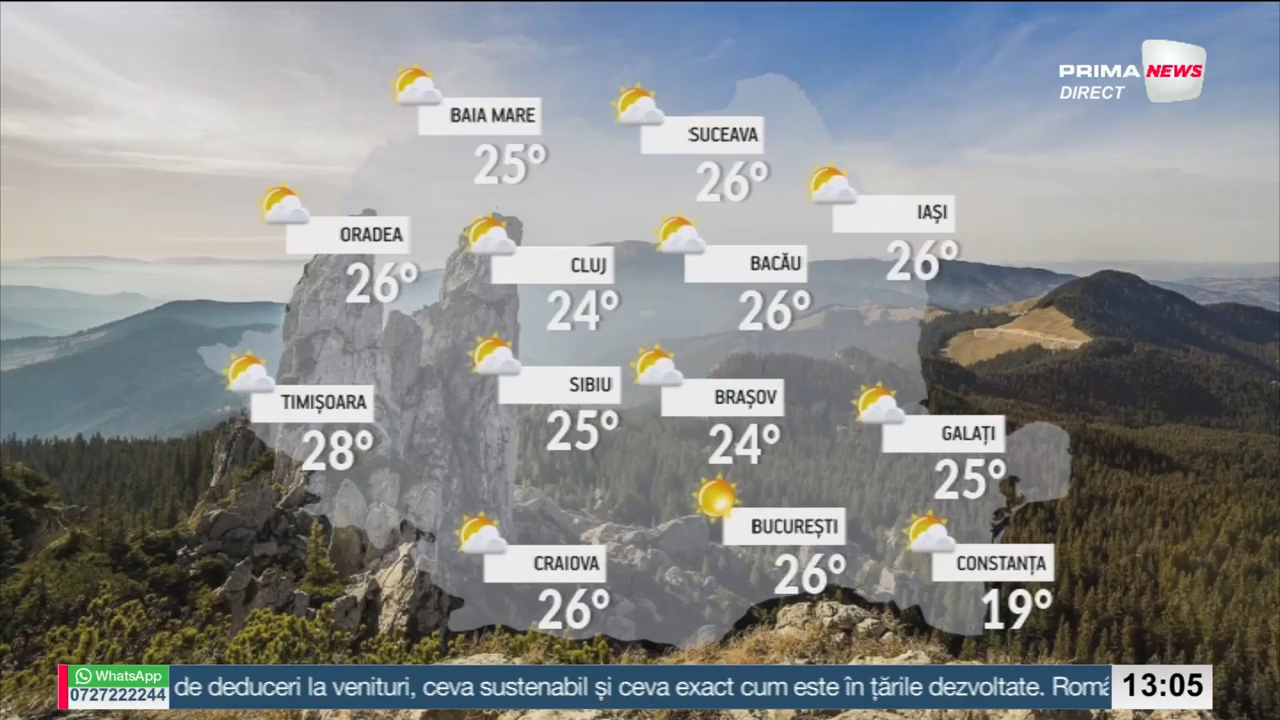 PRIMA NEWS
DIRECT
BAIA MARE
25°
SUCEAVA
26°
IAȘI
26°
ORADEA
26°
CLUJ
24°
BACĂU
26°
TIMIȘOARA
28°
SIBIU
25°
BRAȘOV
24°
GALAȚI
25°
BUCUREȘTI
26°
CRAIOVA
26°
CONSTANȚA
19°
WhatsApp
0727222244
de deduceri la venituri, ceva sustenabil și ceva exact cum este în țările dezvoltate.
13:05